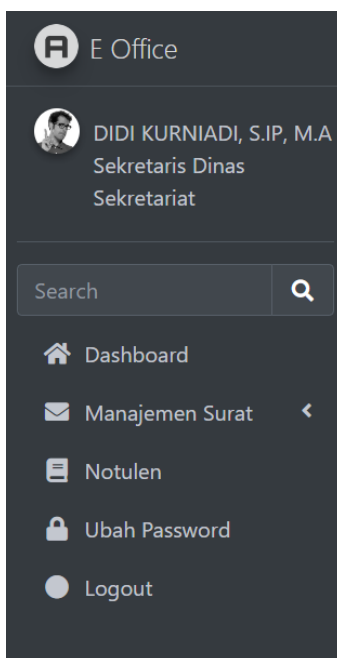 E Office
DIDI KURNIADI, S.IP, M.A
Sekretaris Dinas
Sekretariat
Search
Dashboard
Manajemen Surat
Notulen
Ubah Password
Logout